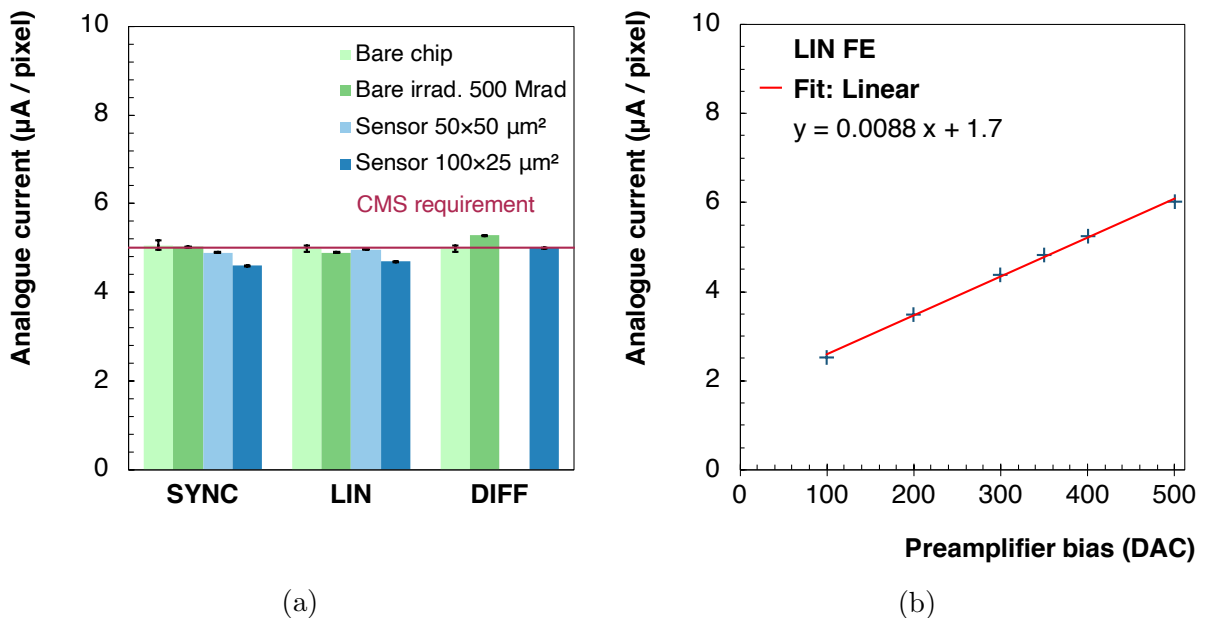 Analogue current (μA / pixel)
10
8
6
4
2
0
Bare chip
Bare irrad. 500 Mrad
Sensor 50×50 μm²
Sensor 100×25 μm²
CMS requirement
SYNC LIN DIFF
(a)
Analogue current (μA / pixel)
10
8
6
4
2
0
LIN FE
Fit: Linear
y = 0.0088 x + 1.7
0 100 200 300 400 500
Preamplifier bias (DAC)
(b)